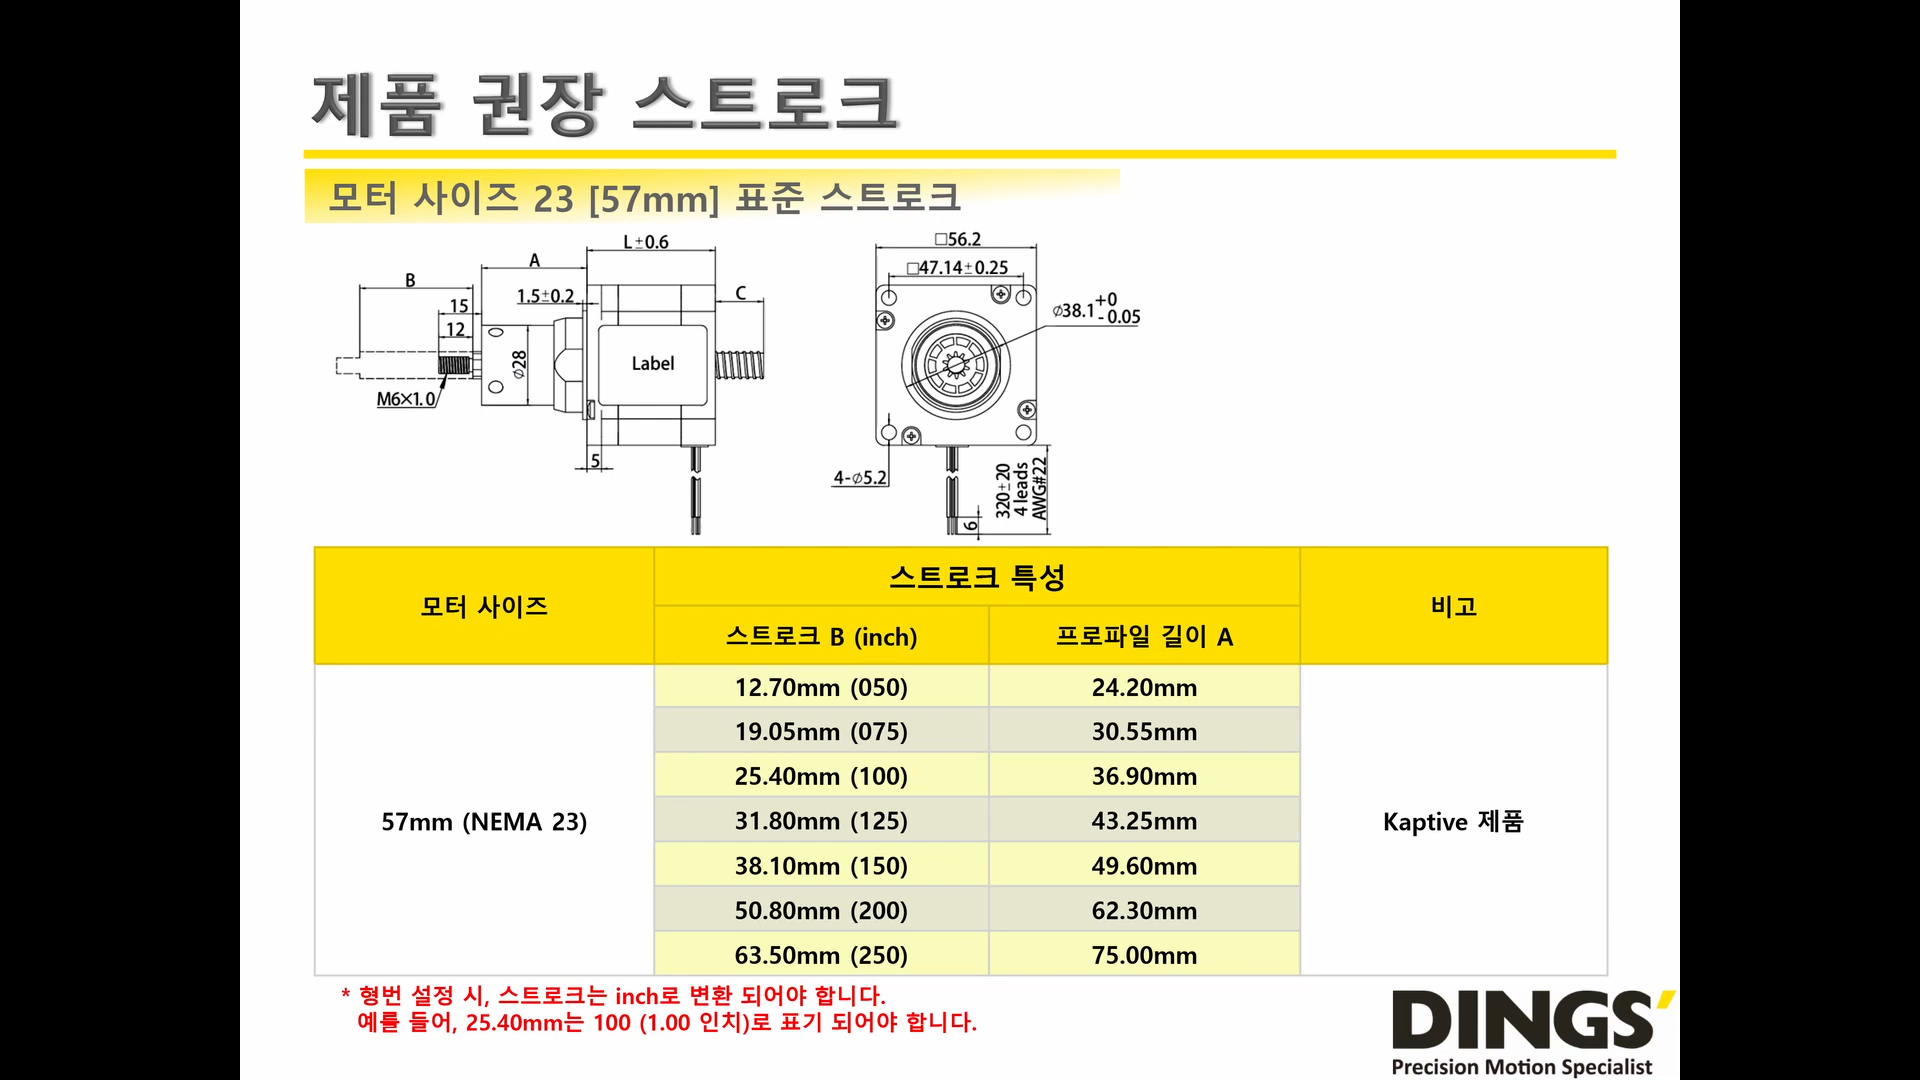 제품 권장 스트로크
모터 사이즈 23 [57mm] 표준 스트로크
L±0.6
A
B
1.5±0.2
C
15
12
⌀28
Label
M6×1.0
5
□56.2
□47.14±0.25
⌀38.1 +0 -0.05
4-⌀5.2
6
320±20
4 leads
AWG#22
모터 사이즈
스트로크 특성
비고
스트로크 B (inch)
프로파일 길이 A
12.70mm (050)
24.20mm
19.05mm (075)
30.55mm
25.40mm (100)
36.90mm
57mm (NEMA 23)
31.80mm (125)
43.25mm
Kaptive 제품
38.10mm (150)
49.60mm
50.80mm (200)
62.30mm
63.50mm (250)
75.00mm
* 형번 설정 시, 스트로크는 inch로 변환 되어야 합니다.
예를 들어, 25.40mm는 100 (1.00 인치)로 표기 되어야 합니다.
DINGS'
Precision Motion Specialist